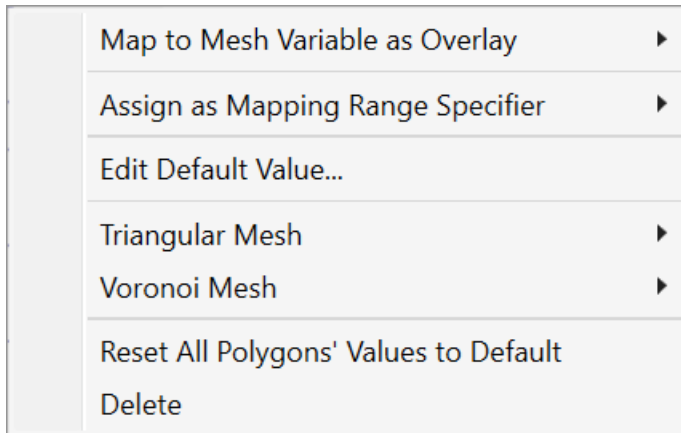 Map to Mesh Variable as Overlay
Assign as Mapping Range Specifier
Edit Default Value...
Triangular Mesh
Voronoi Mesh
Reset All Polygons' Values to Default
Delete